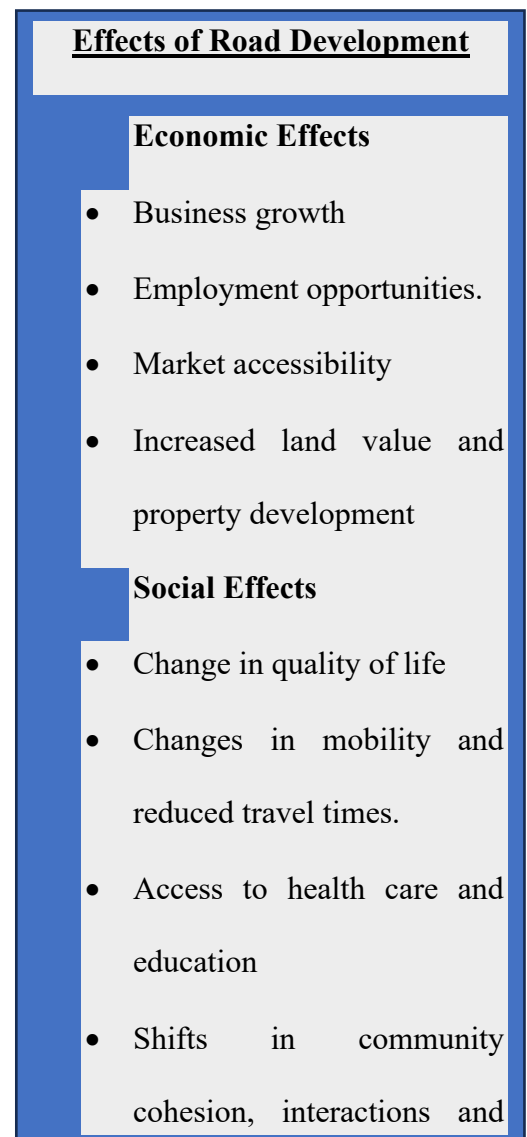 Effects of Road Development
Economic Effects
• Business growth
• Employment opportunities.
• Market accessibility
• Increased land value and
property development
Social Effects
• Change in quality of life
• Changes in mobility and
reduced travel times.
• Access to health care and
education
• Shifts in community
cohesion, interactions and